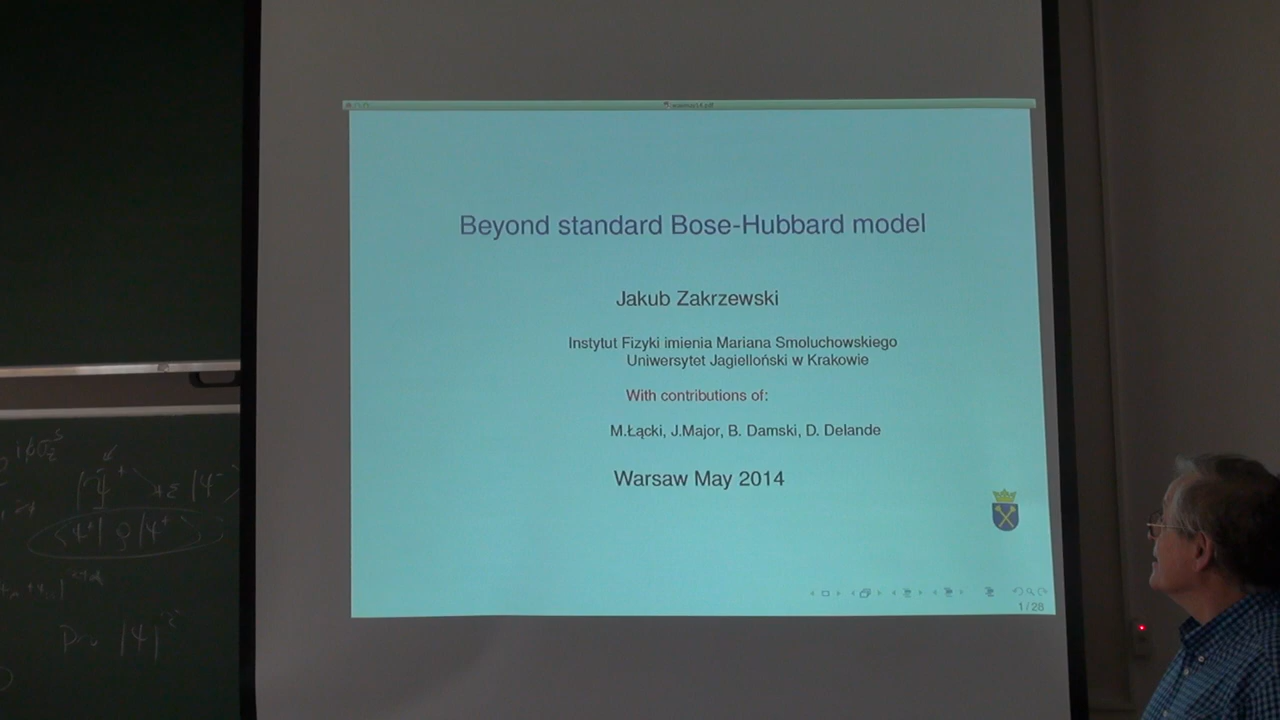 Beyond standard Bose-Hubbard model
Jakub Zakrzewski
Instytut Fizyki imienia Mariana Smoluchowskiego
Uniwersytet Jagielloński w Krakowie
With contributions of:
M.Łącki, J.Major, B. Damski, D. Delande
Warsaw May 2014
1/28